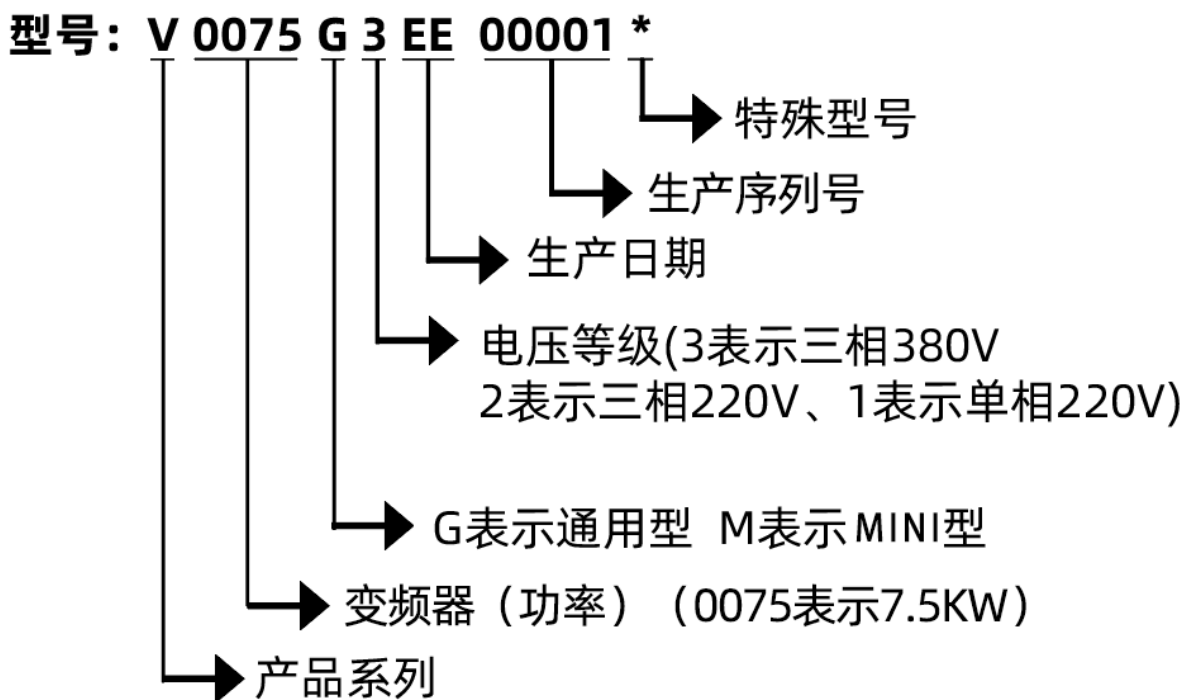 型号：V 0075 G 3 EE 00001 *
特殊型号
生产序列号
生产日期
电压等级(3表示三相380V
2表示三相220V、1表示单相220V)
G表示通用型 M表示MINI型
变频器（功率）（0075表示7.5KW）
产品系列